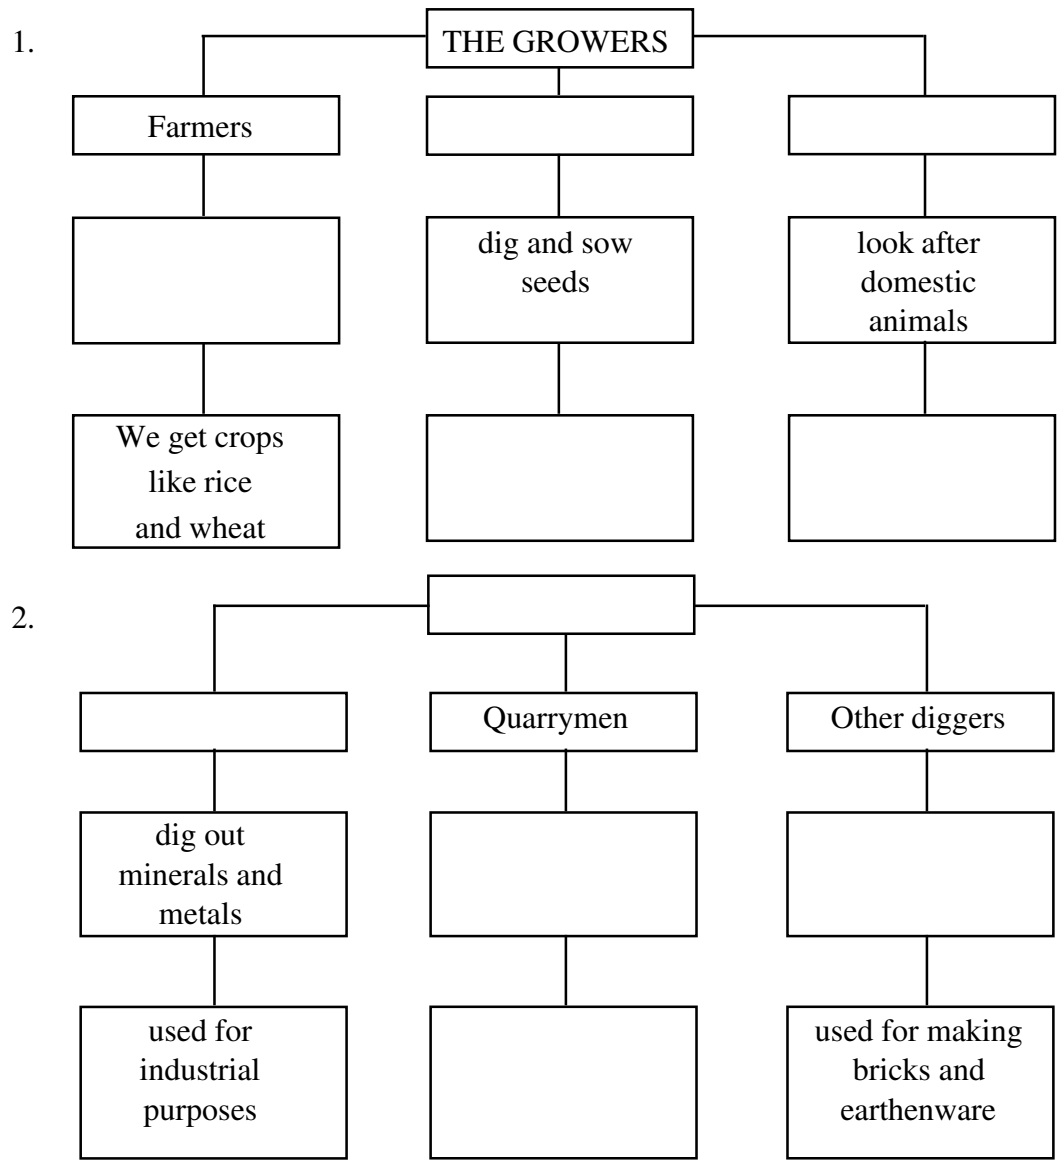 1.
THE GROWERS
Farmers
dig and sow
seeds
look after
domestic
animals
We get crops
like rice
and wheat
2.
Quarrymen
Other diggers
dig out
minerals and
metals
used for
industrial
purposes
used for making
bricks and
earthenware